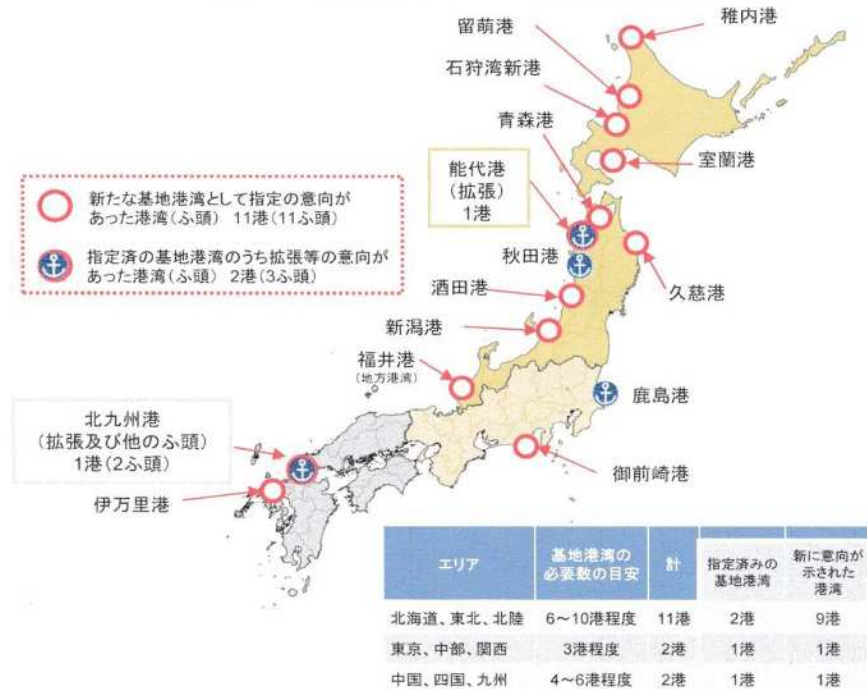 稚内港
留萌港
石狩湾新港
青森港
室蘭港
能代港
(拡張)
1港
新たな基地港湾として指定の意向が
あった港湾(ふ頭) 11港(11ふ頭)
指定済の基地港湾のうち拡張等の意向が
あった港湾(ふ頭) 2港(3ふ頭)
秋田港
久慈港
酒田港
新潟港
福井港
(地方港湾)
鹿島港
北九州港
(拡張及び他のふ頭)
1港(2ふ頭)
御前崎港
伊万里港
エリア 基地港湾の必要数の目安 計 指定済みの基地港湾 新に意向が示された港湾
北海道、東北、北陸 6～10港程度 11港 2港 9港
東京、中部、関西 3港程度 2港 1港 1港
中国、四国、九州 4～6港程度 2港 1港 1港